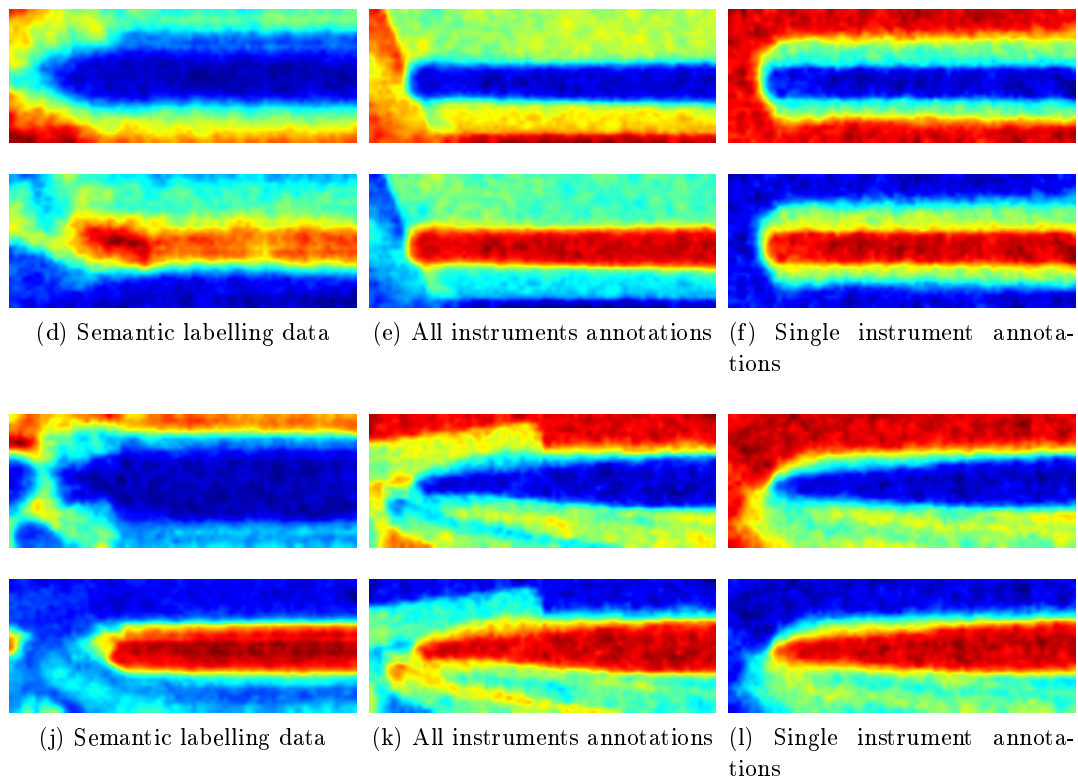 (d) Semantic labelling data
(e) All instruments annotations
(f) Single instrument annota-
tions
(j) Semantic labelling data
(k) All instruments annotations
(l) Single instrument annota-
tions